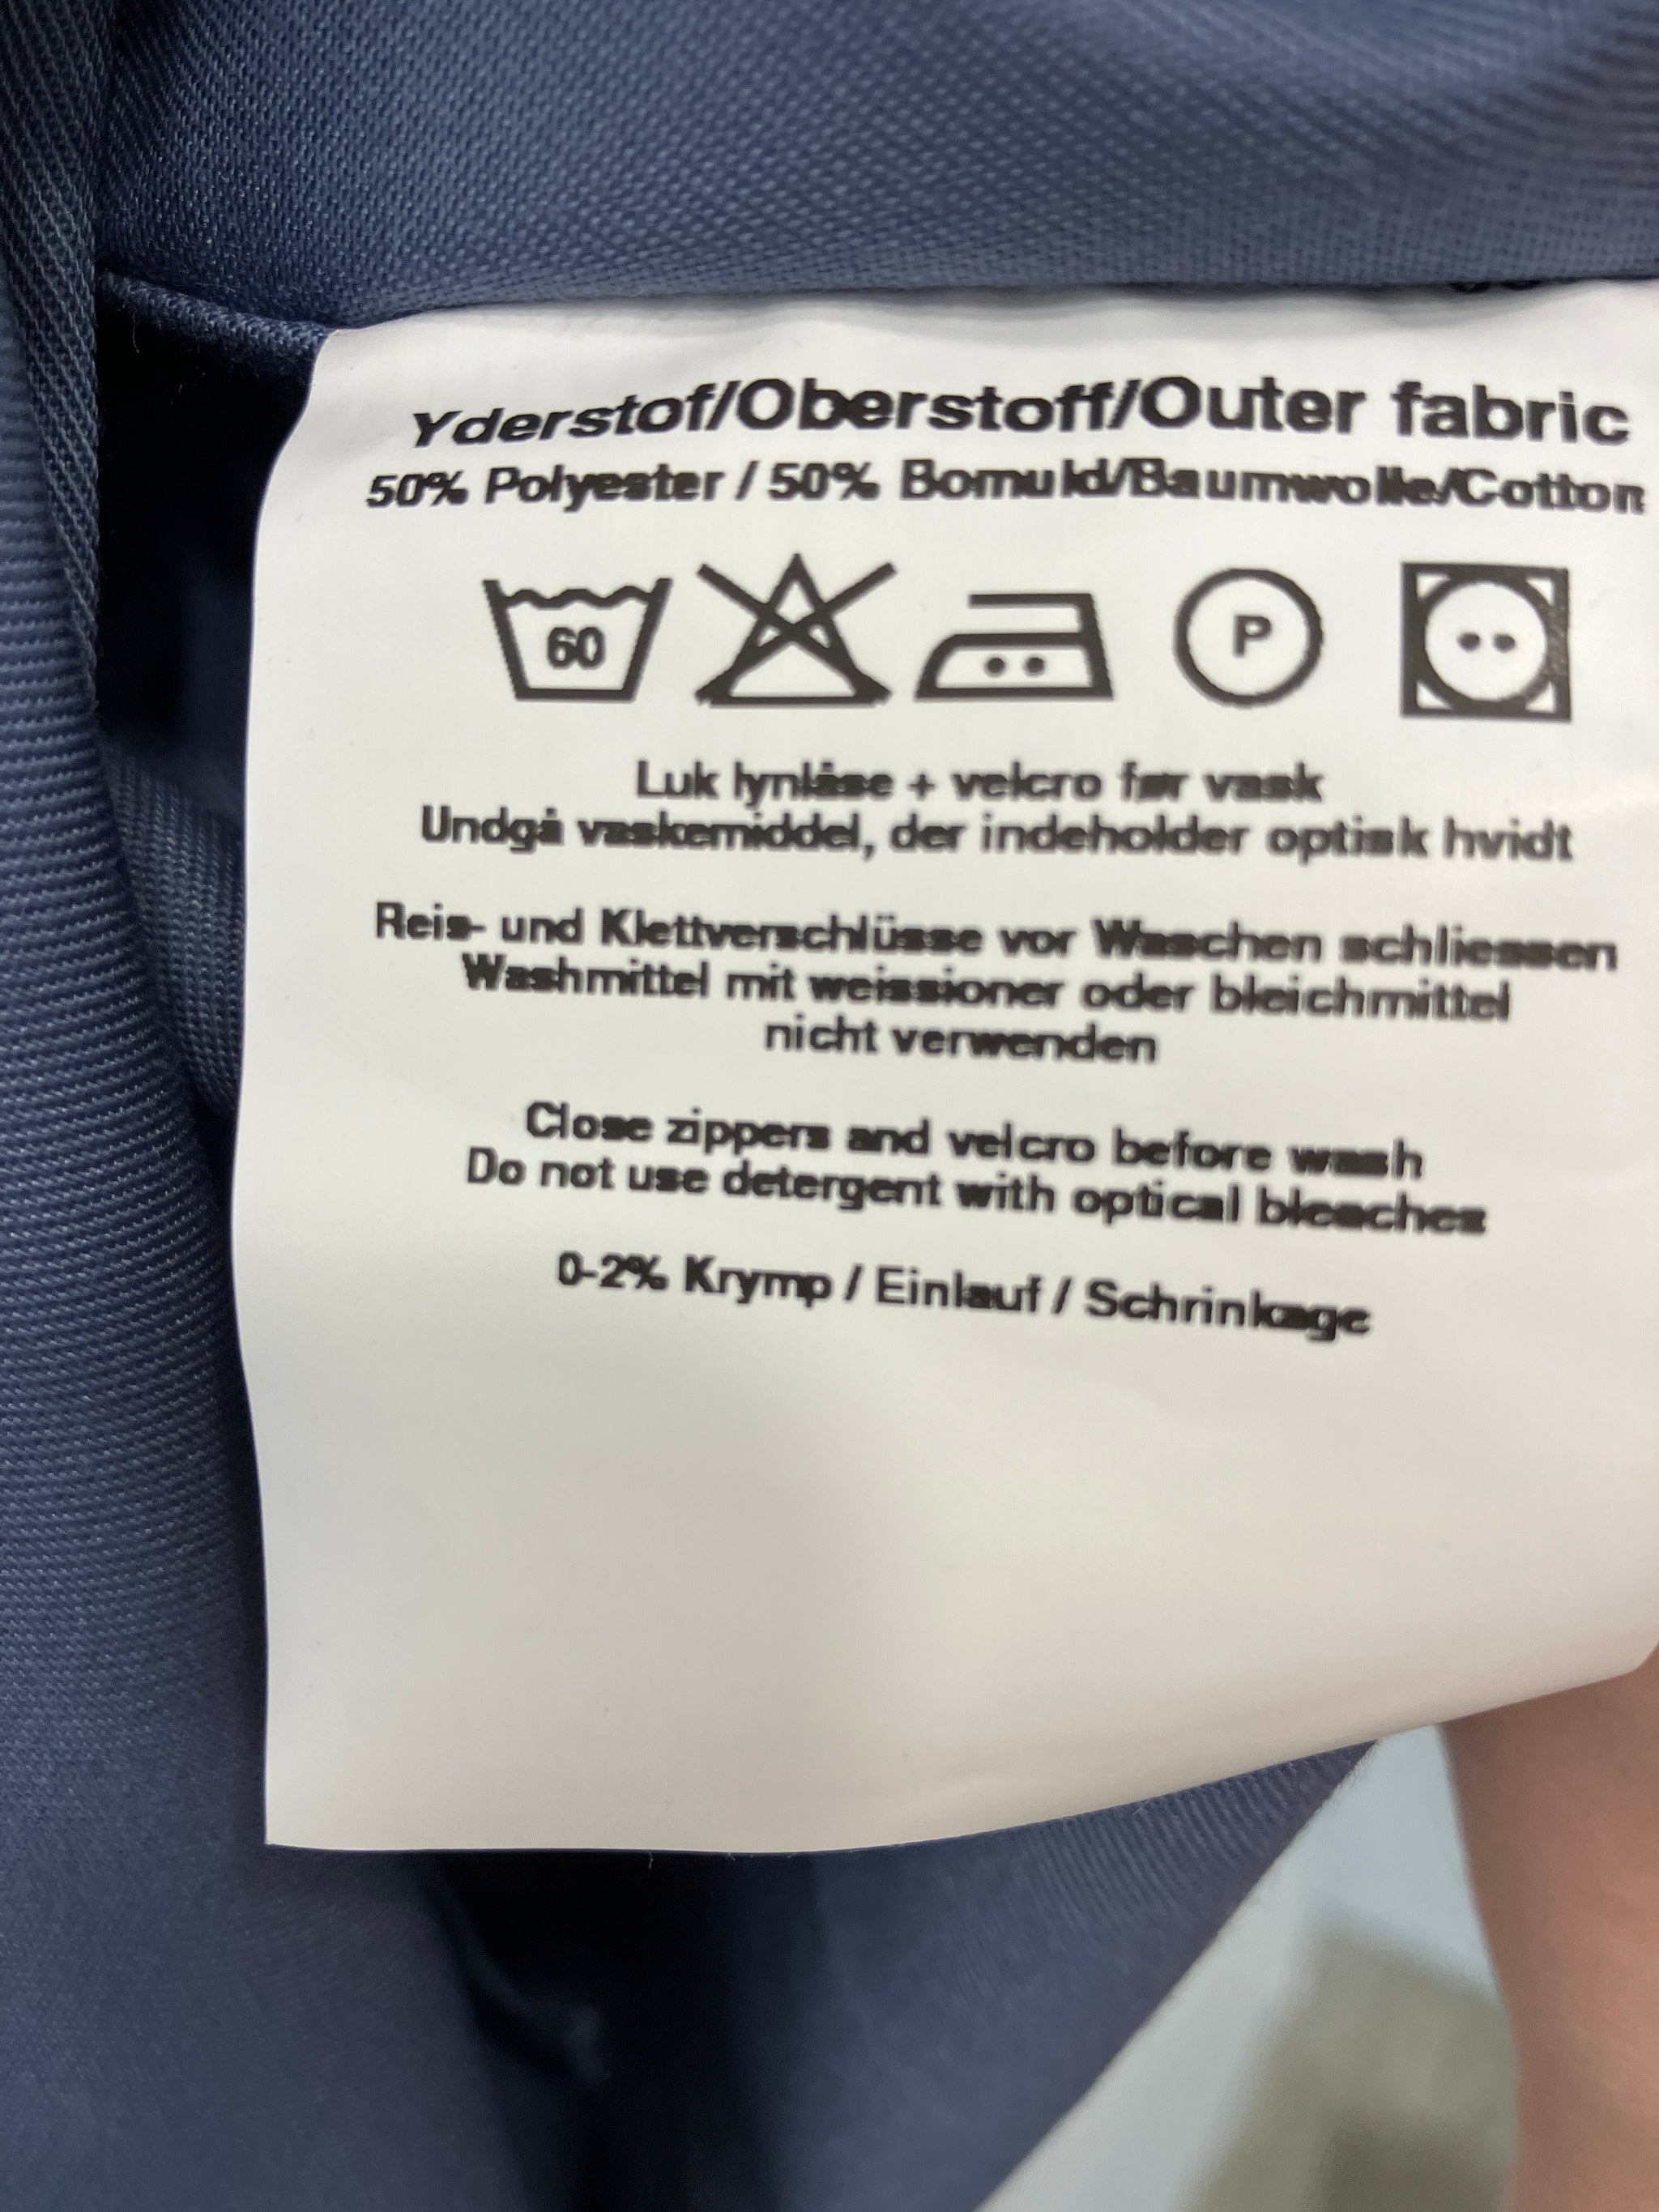 Yderstof/Oberstoff/Outer fabric
50% Polyester / 50% Bomuld/Baumwolle/Cotton
60
P
Luk lynlåse + velcro før vask
Undgå vaskemiddel, der indeholder optisk hvidt
Reis- und Klettverschlüsse vor Waschen schliessen
Washmittel mit weissioner oder bleichmittel
nicht verwenden
Close zippers and velcro before wash
Do not use detergent with optical bleaches
0-2% Krymp / Einlauf / Schrinkage